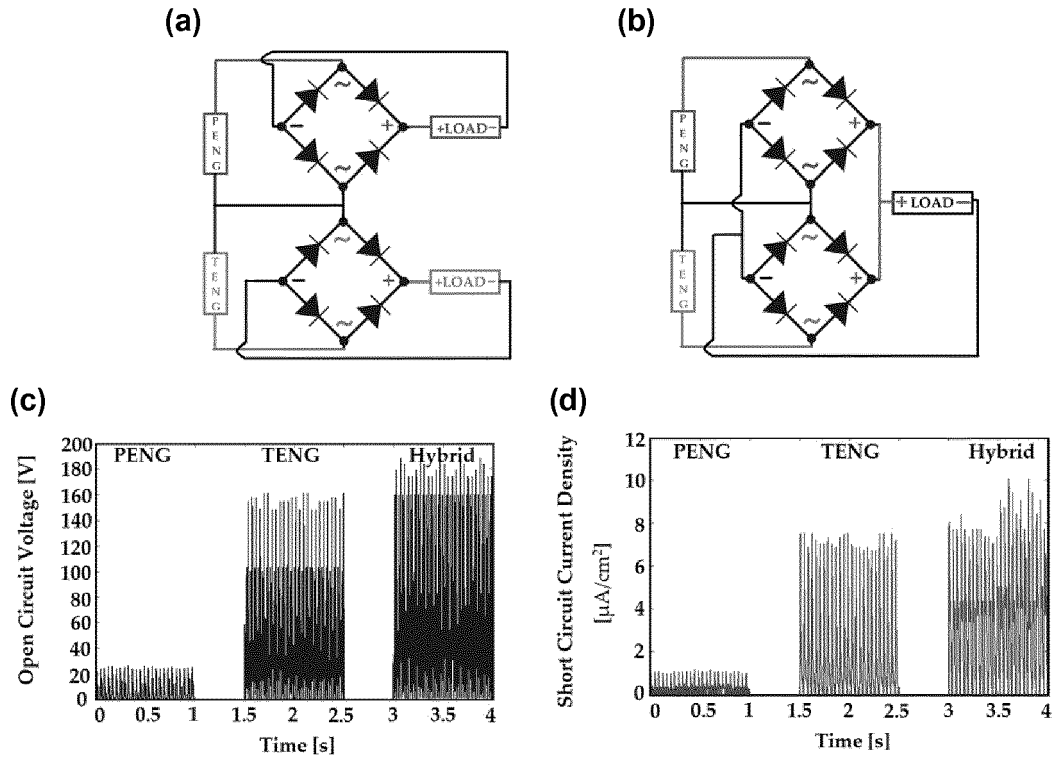 (a)
PENG
~
−
+
+LOAD−
~
TENG
~
−
+
+LOAD−
~
(b)
PENG
~
−
+
~
+ LOAD −
TENG
~
−
+
~
(c)
Open Circuit Voltage [V]
200
180
160
140
120
100
80
60
40
20
0
PENG TENG Hybrid
0 0.5 1 1.5 2 2.5 3 3.5 4
Time [s]
(d)
Short Circuit Current Density
[µA/cm²]
12
10
8
6
4
2
0
PENG TENG Hybrid
0 0.5 1 1.5 2 2.5 3 3.5 4
Time [s]